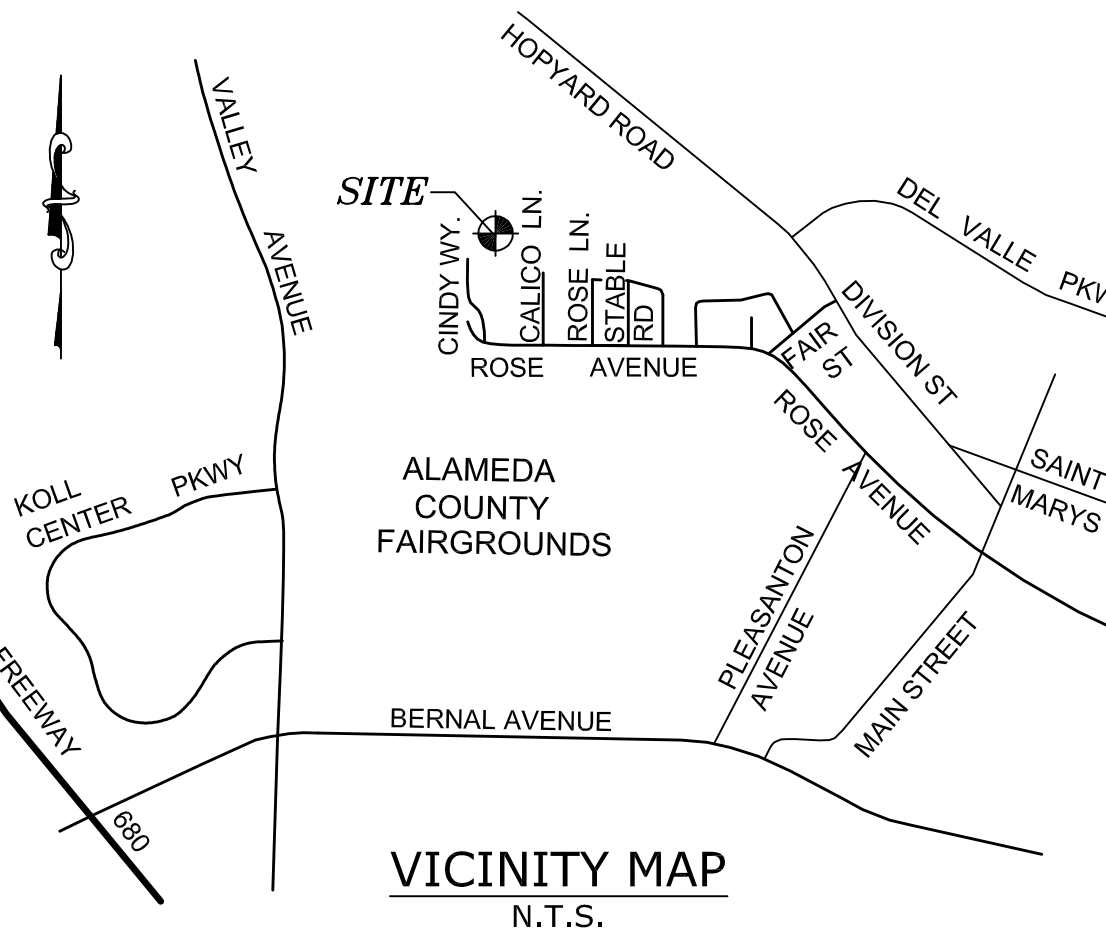 HOPYARD ROAD
VALLEY
AVENUE
SITE
DEL VALLE PKW
CINDY WY.
CALICO LN.
ROSE LN.
STABLE
RD
DIVISION ST
FAIR
ST
ROSE AVENUE
ROSE AVENUE
SAINT
MARYS
KOLL
CENTER PKWY
ALAMEDA
COUNTY
FAIRGROUNDS
PLEASANTON
AVENUE
MAIN STREET
FREEWAY
680
BERNAL AVENUE
VICINITY MAP
N.T.S.